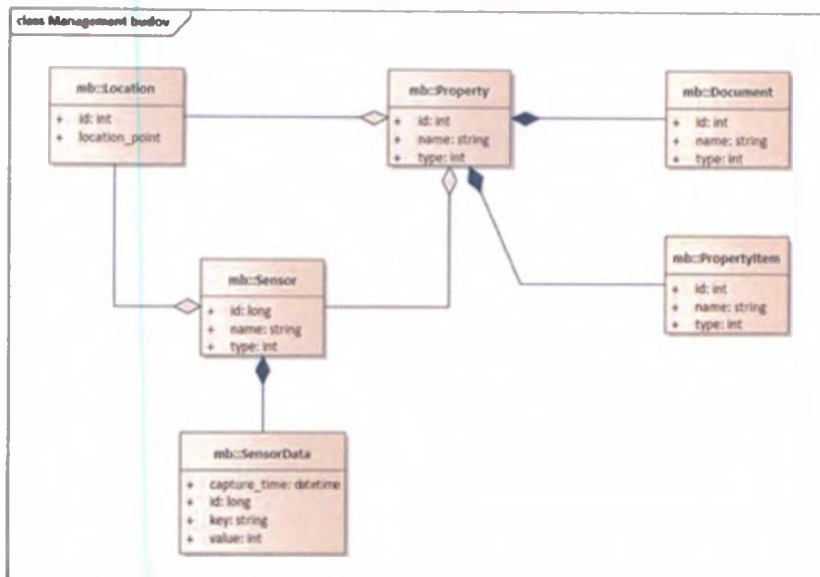 class Management budov
mb::Location
+ id: int
+ location_point
mb::Property
+ id: int
+ name: string
+ type: int
mb::Document
+ id: int
+ name: string
+ type: int
mb::Sensor
+ id: long
+ name: string
+ type: int
mb::PropertyItem
+ id: int
+ name: string
+ type: int
mb::SensorData
+ capture_time: datetime
+ id: long
+ key: string
+ value: int